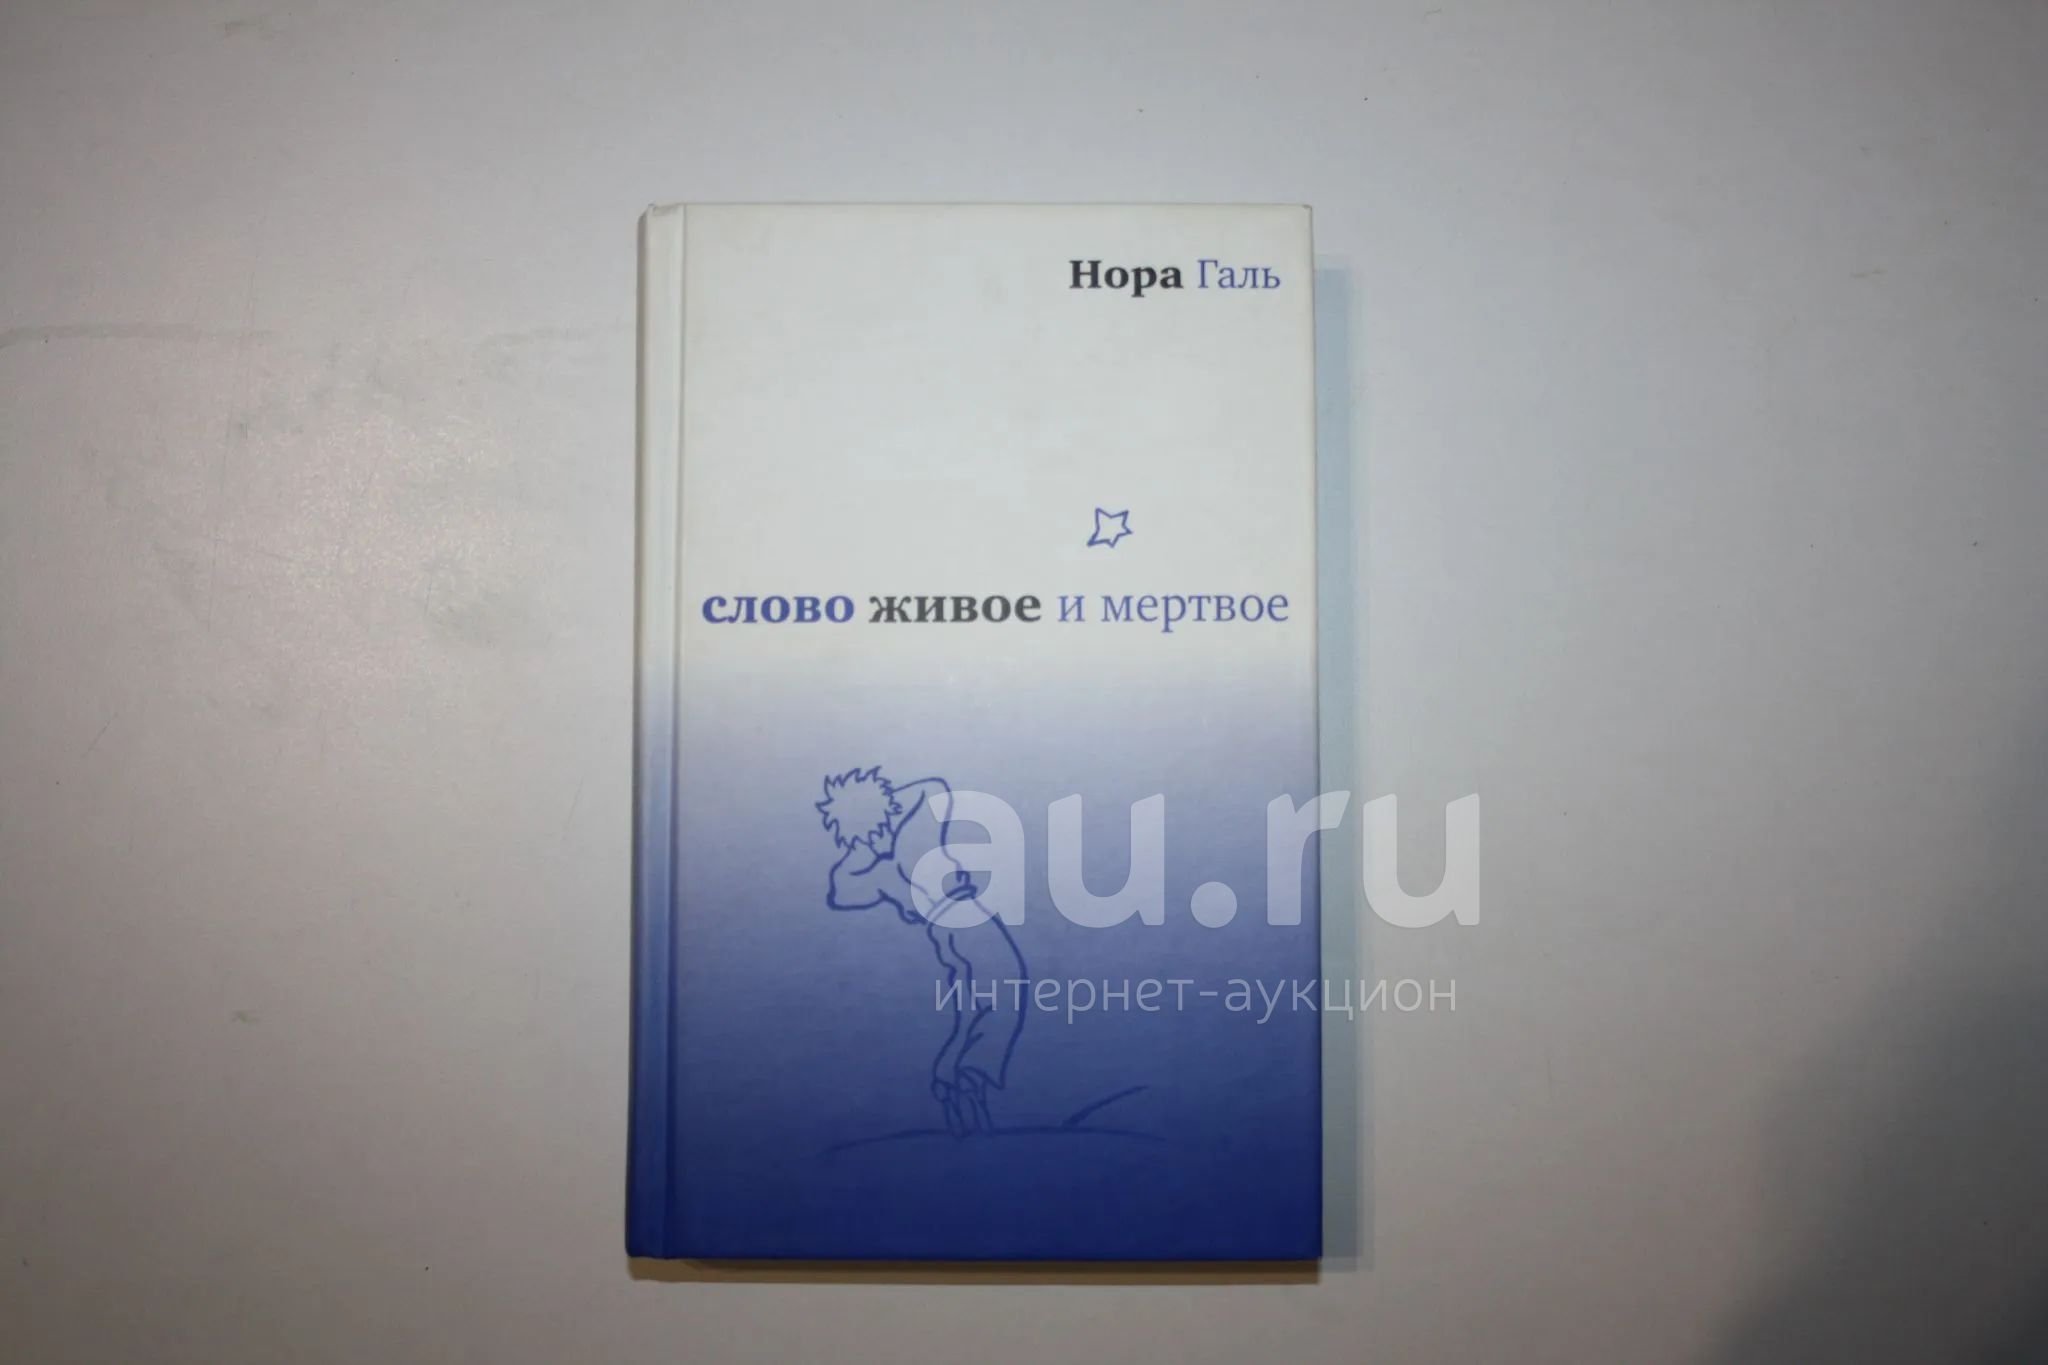 Нора Галь
слово живое и мертвое
au.ru
интернет-аукцион